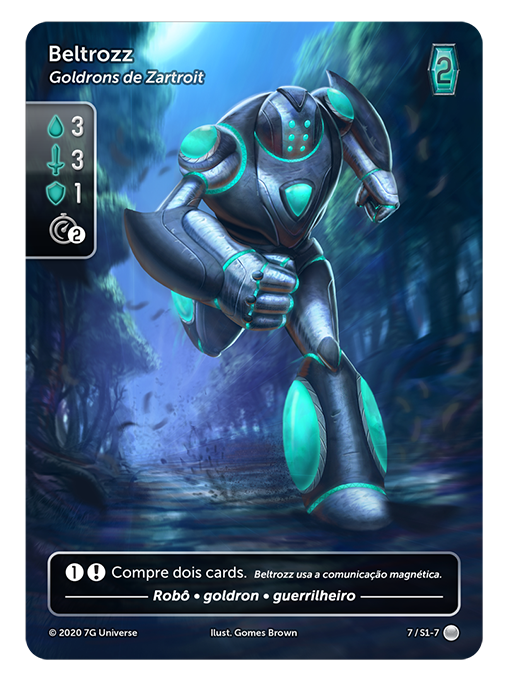 Beltrozz
Goldrons de Zartroit
2
3
3
1
2
1 ! Compre dois cards. Beltrozz usa a comunicação magnética.
Robô • goldron • guerrilheiro
© 2020 7G Universe Ilust. Gomes Brown 7 / S1-7